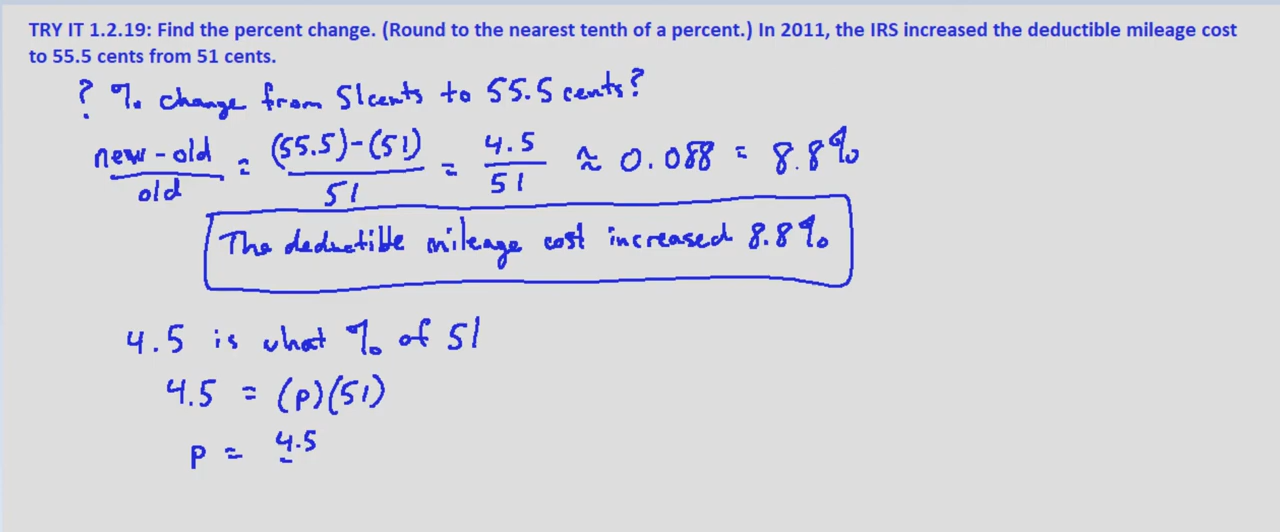 TRY IT 1.2.19: Find the percent change. (Round to the nearest tenth of a percent.) In 2011, the IRS increased the deductible mileage cost
to 55.5 cents from 51 cents.
? % change from 51cents to 55.5 cents?
new - old / old = (55.5)-(51) / 51 = 4.5 / 51 ≈ 0.088 = 8.8%
The deductible mileage cost increased 8.8%
4.5 is what % of 51
4.5 = (p)(51)
p = 4.5